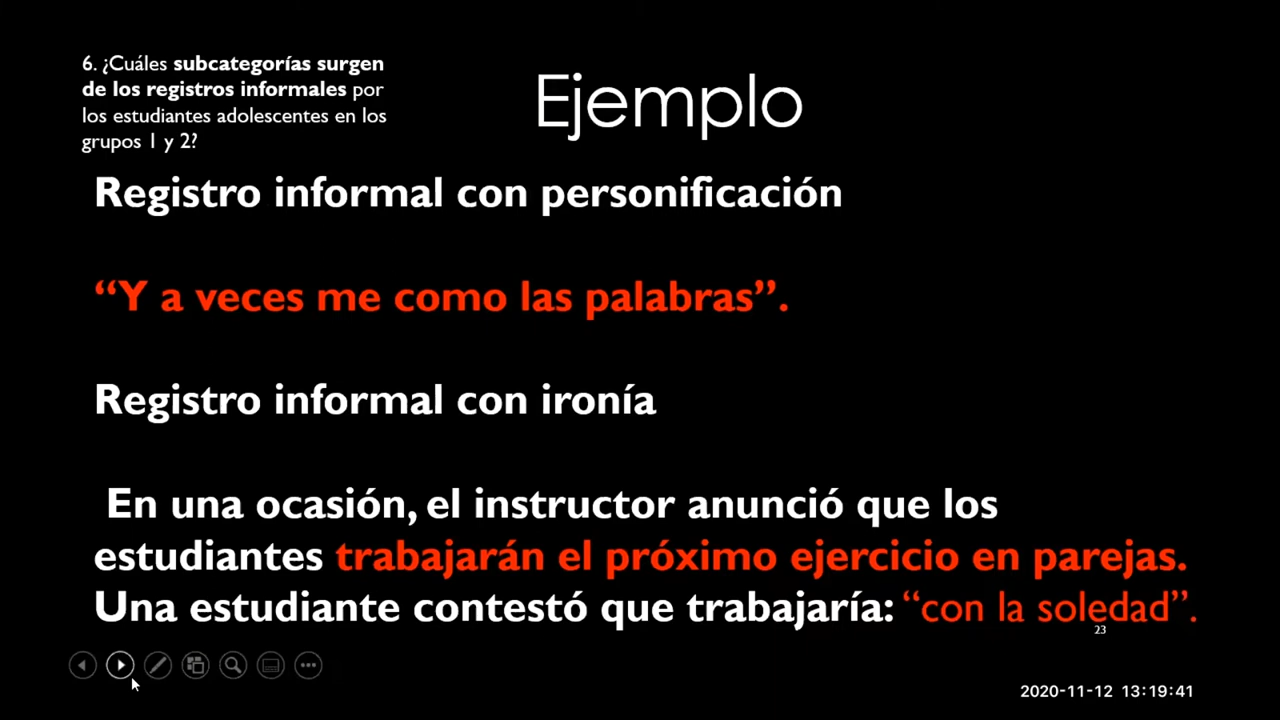 6. ¿Cuáles subcategorías surgen
de los registros informales por
los estudiantes adolescentes en los
grupos 1 y 2?
Ejemplo
Registro informal con personificación
“Y a veces me como las palabras”.
Registro informal con ironía
En una ocasión, el instructor anunció que los
estudiantes trabajarán el próximo ejercicio en parejas.
Una estudiante contestó que trabajaría: “con la soledad”.
23
2020-11-12 13:19:41